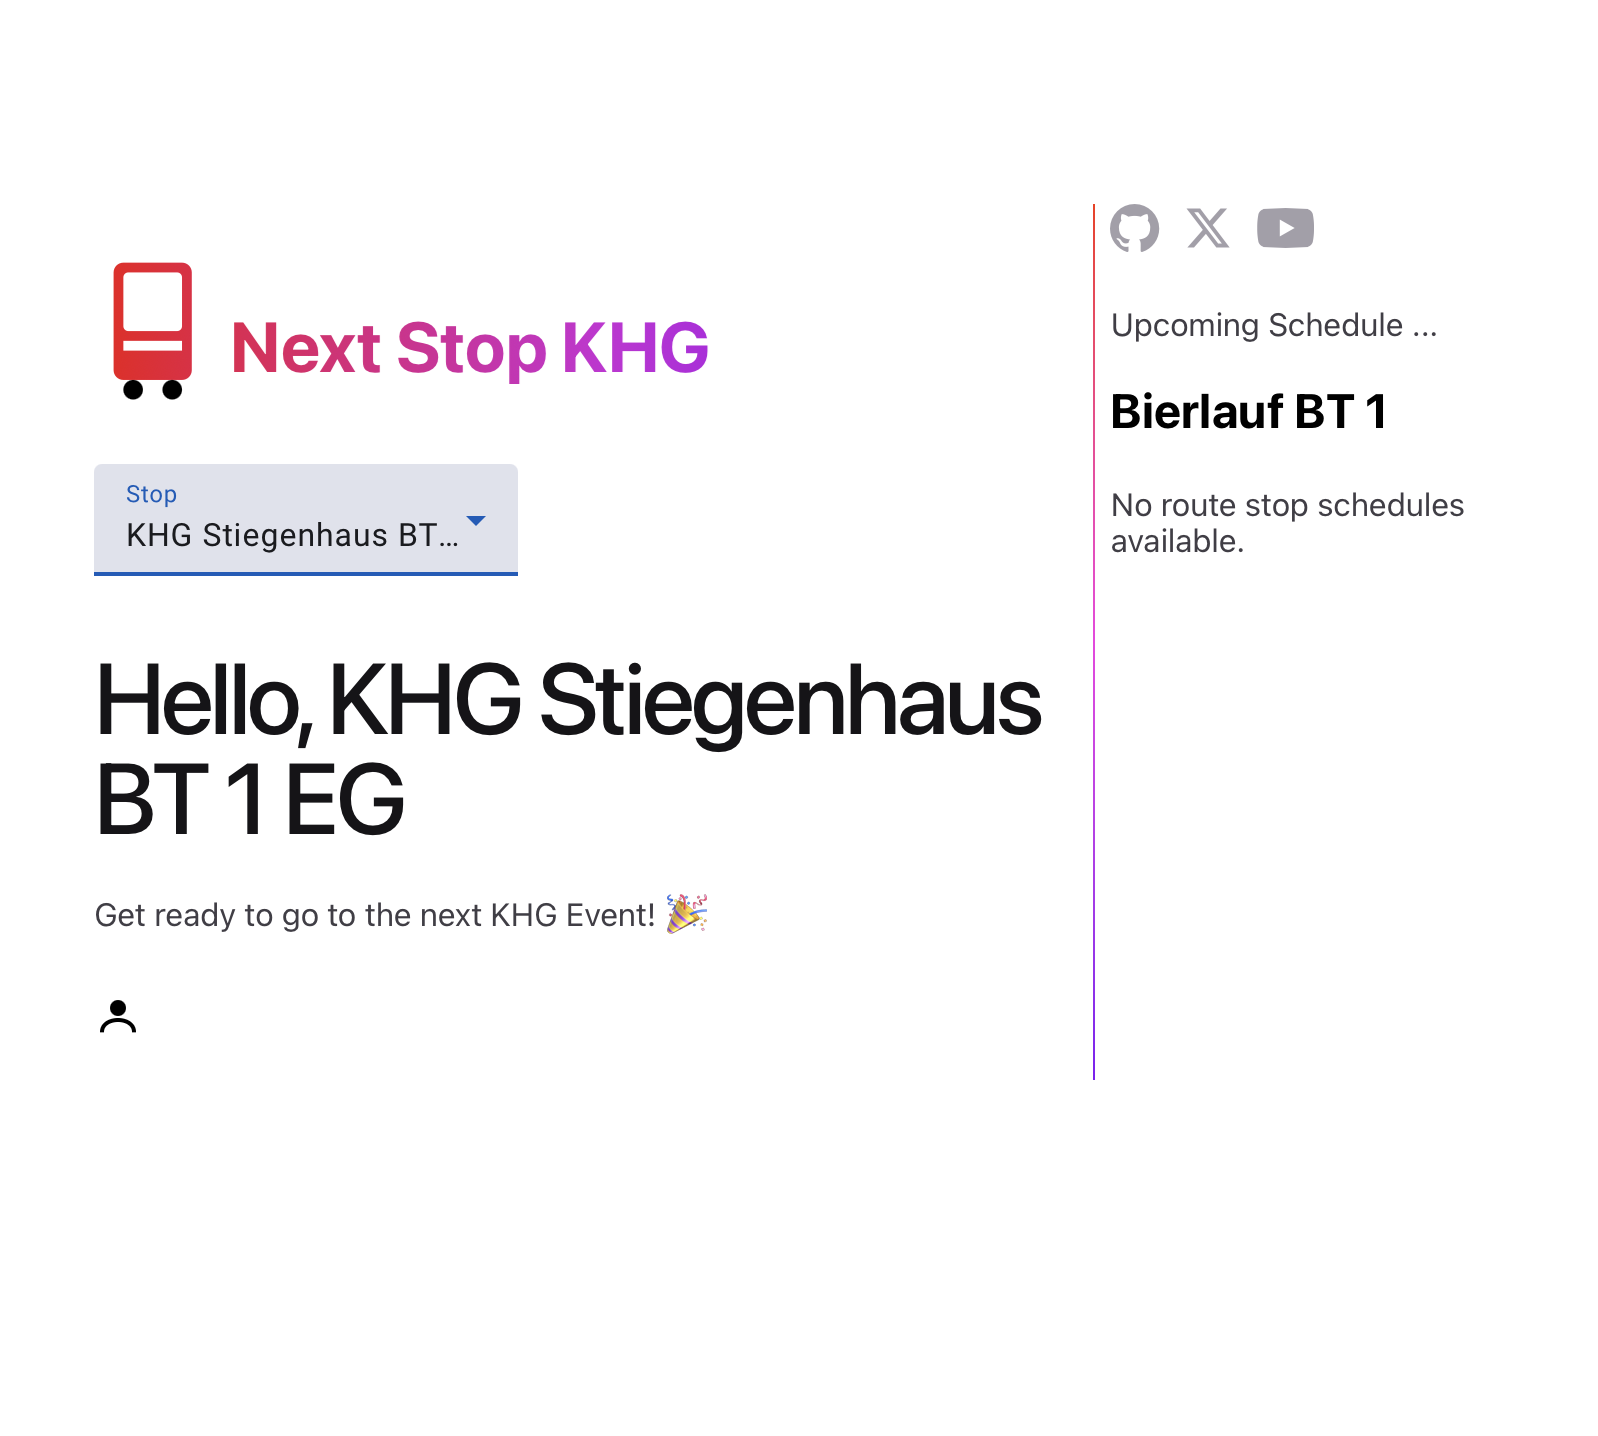 Next Stop KHG
Stop
KHG Stiegenhaus BT…
Hello, KHG Stiegenhaus
BT 1 EG
Get ready to go to the next KHG Event! 🎉
Upcoming Schedule ...
Bierlauf BT 1
No route stop schedules
available.